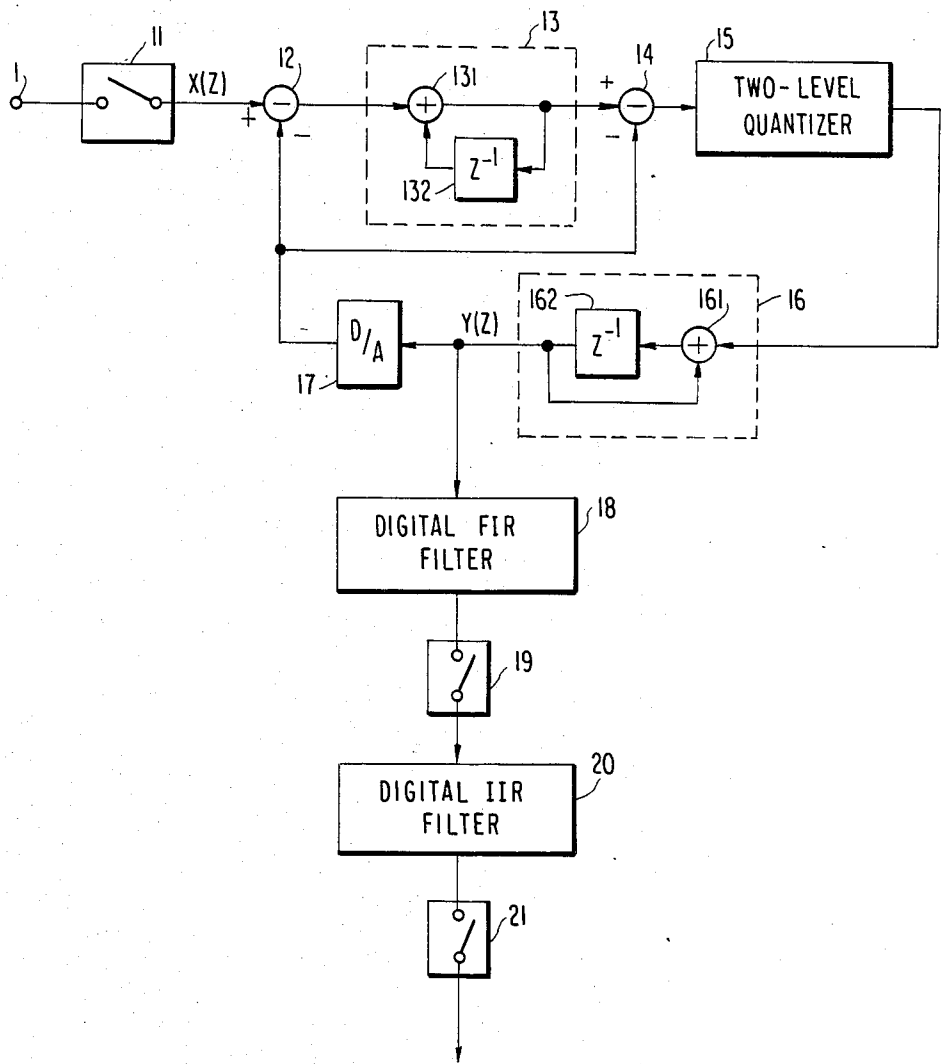 1
11
X(Z)
+
-
12
-
13
131
+
Z-1
132
+
-
14
-
15
TWO-LEVEL
QUANTIZER
D/A
17
Y(Z)
162
Z-1
161
+
16
DIGITAL FIR
FILTER
18
19
DIGITAL IIR
FILTER
20
21